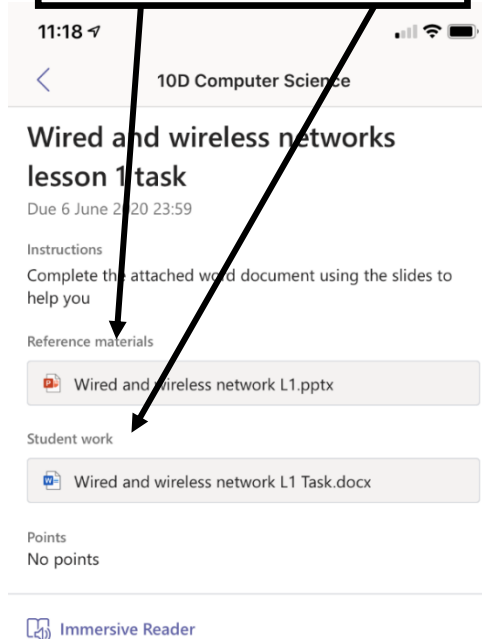 11:18
10D Computer Science
Wired and wireless networks
lesson 1 task
Due 6 June 2020 23:59
Instructions
Complete the attached word document using the slides to
help you
Reference materials
Wired and wireless network L1.pptx
Student work
Wired and wireless network L1 Task.docx
Points
No points
Immersive Reader